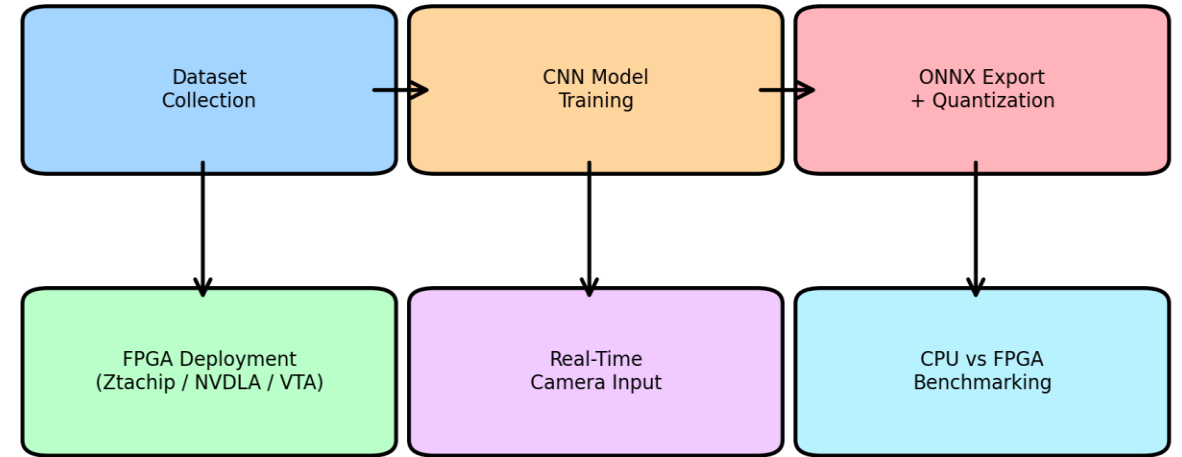 Dataset
Collection
CNN Model
Training
ONNX Export
+ Quantization
FPGA Deployment
(Ztachip / NVDLA / VTA)
Real-Time
Camera Input
CPU vs FPGA
Benchmarking